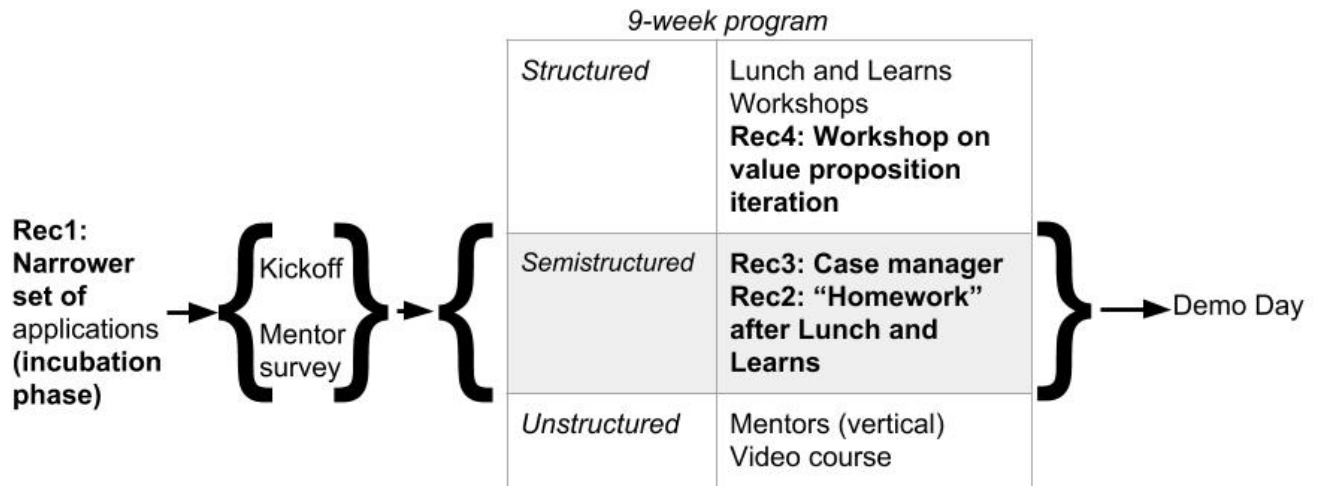 9-week program
Structured
Lunch and Learns
Workshops
Rec4: Workshop on
value proposition
iteration
Rec1:
Narrower
set of
applications
(incubation
phase)
Kickoff
Mentor
survey
Semistructured
Rec3: Case manager
Rec2: “Homework”
after Lunch and
Learns
Demo Day
Unstructured
Mentors (vertical)
Video course